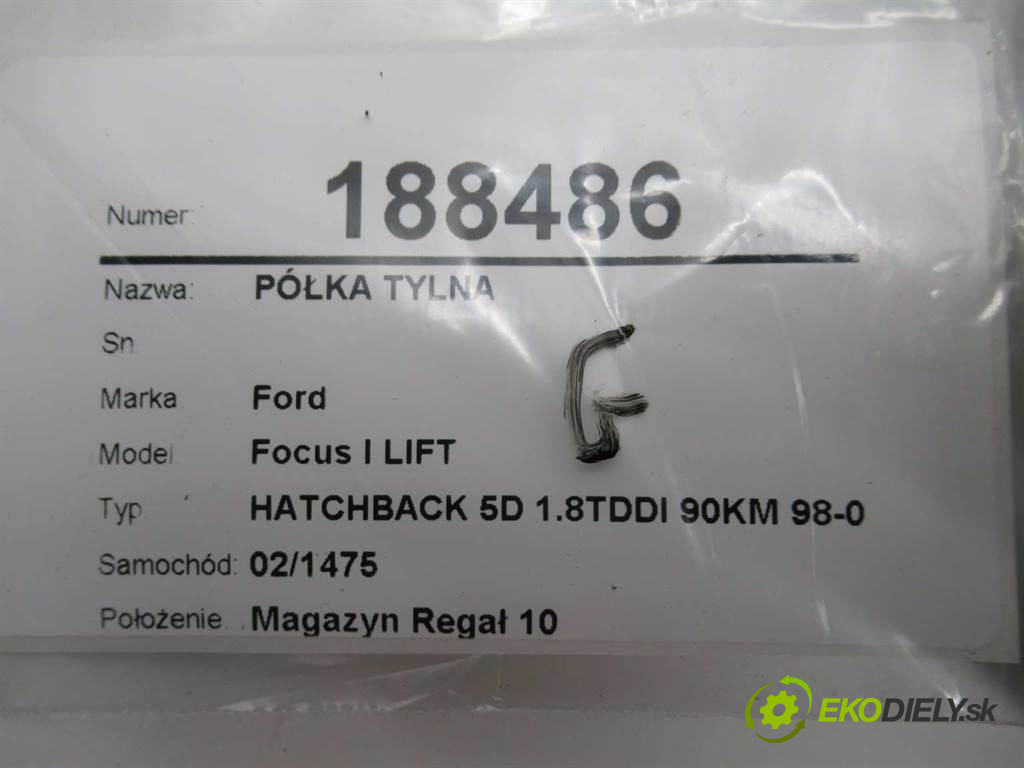 Numer: 188486
Nazwa: PÓŁKA TYLNA
Sn.
Marka Ford
Model Focus I LIFT
Typ HATCHBACK 5D 1.8TDDI 90KM 98-0
Samochód: 02/1475
Położenie Magazyn Regał 10
G
EKODIELY.sk